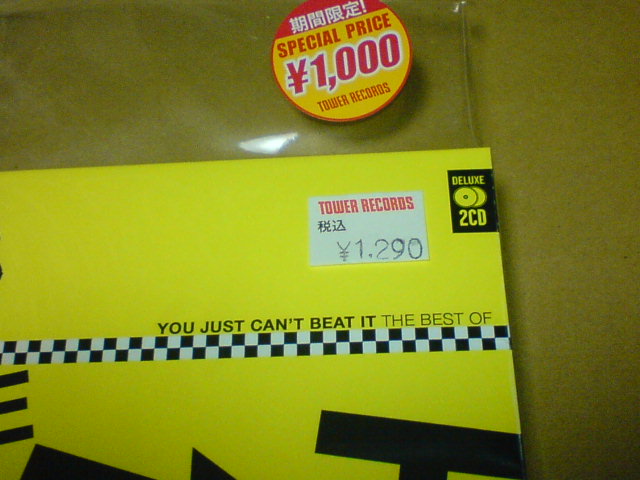 期間限定!
SPECIAL PRICE
¥1,000
TOWER RECORDS
DELUXE
2CD
TOWER RECORDS
税込
¥1.290
YOU JUST CAN'T BEAT IT THE BEST OF